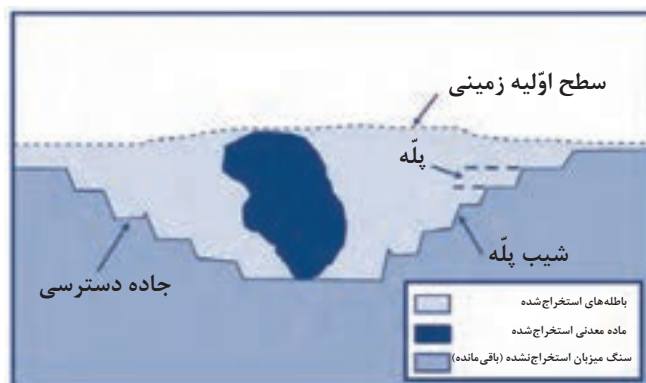 سطح اوّلیه زمینی
پلّه
شیب پلّه
جاده دسترسی
باطله‌های استخراج‌شده
ماده معدنی استخراج‌شده
سنگ میزبان استخراج‌نشده (باقی‌مانده)